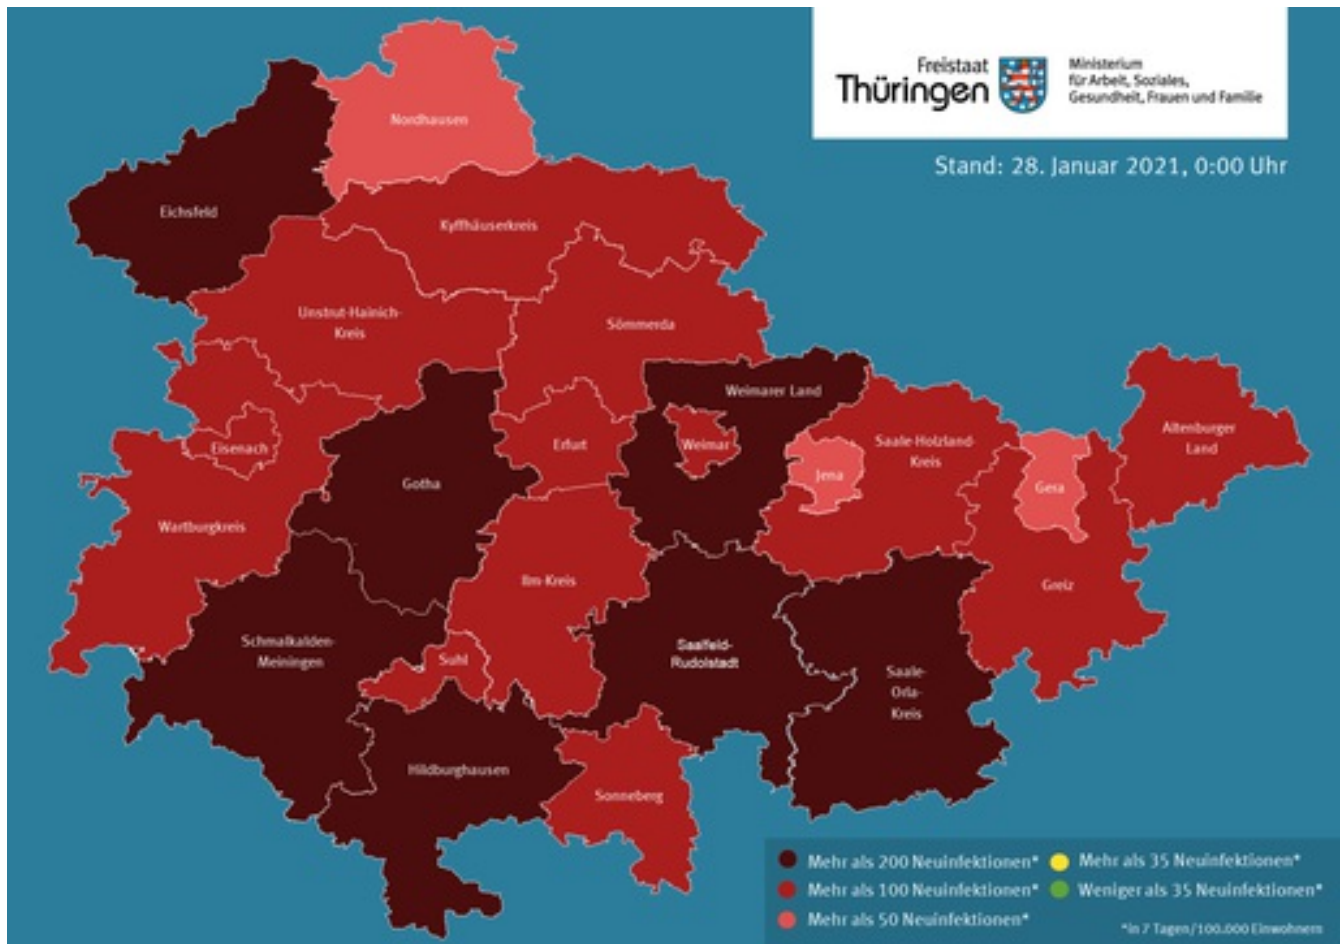 Freistaat
Thüringen
Ministerium
für Arbeit, Soziales,
Gesundheit, Frauen und Familie
Stand: 28. Januar 2021, 0:00 Uhr
Nordhausen
Eichsfeld
Kyffhäuserkreis
Unstrut-Hainich-
Kreis
Sömmerda
Weimarer Land
Eisenach
Erfurt
Weimar
Saale-Holzland-
Kreis
Altenburger
Land
Jena
Gera
Gotha
Wartburgkreis
Ilm-Kreis
Greiz
Schmalkalden-
Meiningen
Suhl
Saalfeld-
Rudolstadt
Saale-
Orla-
Kreis
Hildburghausen
Sonneberg
Mehr als 200 Neuinfektionen*
Mehr als 100 Neuinfektionen*
Mehr als 50 Neuinfektionen*
Mehr als 35 Neuinfektionen*
Weniger als 35 Neuinfektionen*
*in 7 Tagen/100.000 Einwohnern